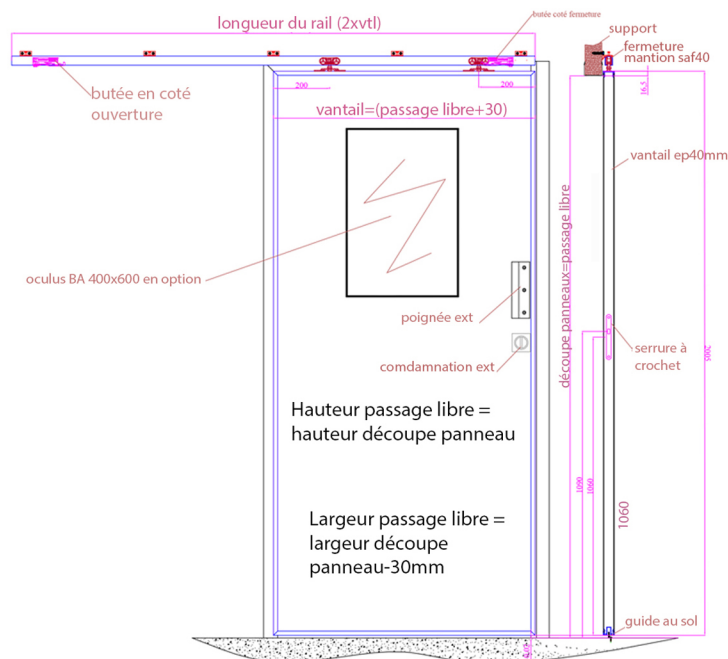 longueur du rail (2xvtl)
butée coté fermeture
support
fermeture
mantion saf40
butée en coté
ouverture
200
200
16.5
vantail=(passage libre+30)
vantail ep40mm
oculus BA 400x600 en option
poignée ext
découpe panneaux=passage libre
serrure à
crochet
comdamnation ext
2005
Hauteur passage libre =
hauteur découpe panneau
1090
1060
1060
Largeur passage libre =
largeur découpe
panneau-30mm
guide au sol